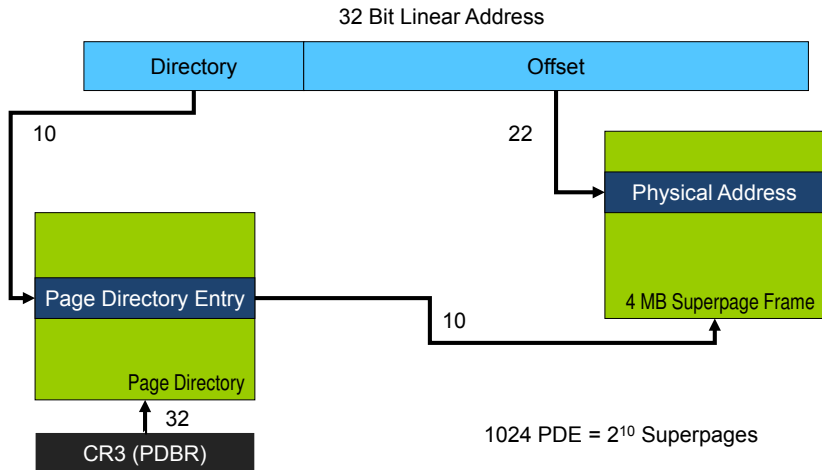 32 Bit Linear Address
Directory
Offset
10
22
Physical Address
4 MB Superpage Frame
Page Directory Entry
10
Page Directory
32
CR3 (PDBR)
1024 PDE = 2¹⁰ Superpages